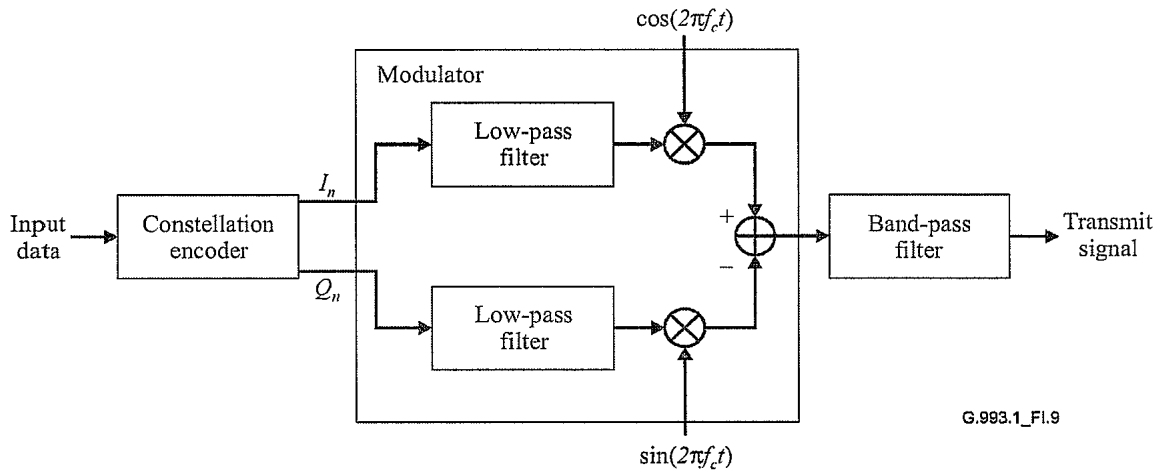 cos(2πf_ct)
Modulator
Low-pass
filter
I_n
Input
data
Constellation
encoder
Q_n
+
−
Band-pass
filter
Transmit
signal
Low-pass
filter
sin(2πf_ct)
G.993.1_FI.9